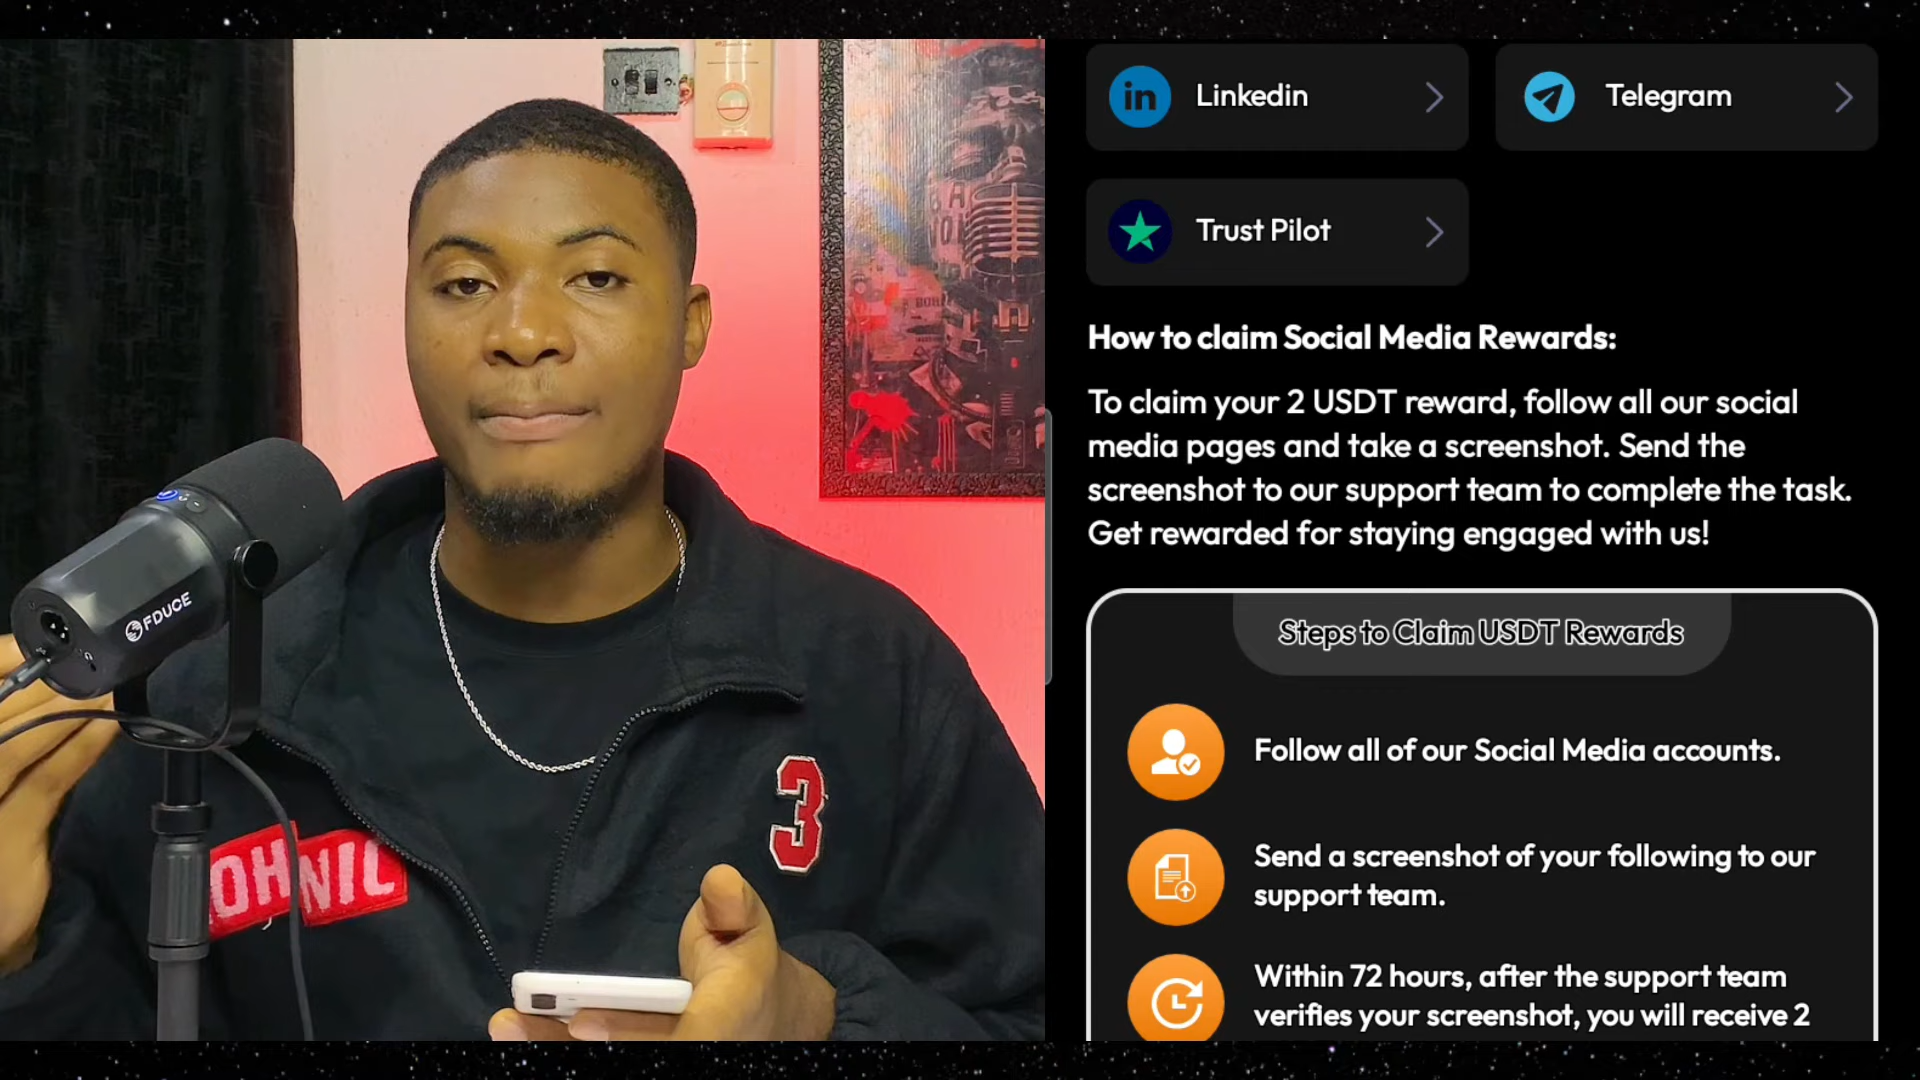 Linkedin
Telegram
Trust Pilot
How to claim Social Media Rewards:
To claim your 2 USDT reward, follow all our social
media pages and take a screenshot. Send the
screenshot to our support team to complete the task.
Get rewarded for staying engaged with us!
Steps to Claim USDT Rewards
Follow all of our Social Media accounts.
Send a screenshot of your following to our
support team.
Within 72 hours, after the support team
verifies your screenshot, you will receive 2
FDUCE
3